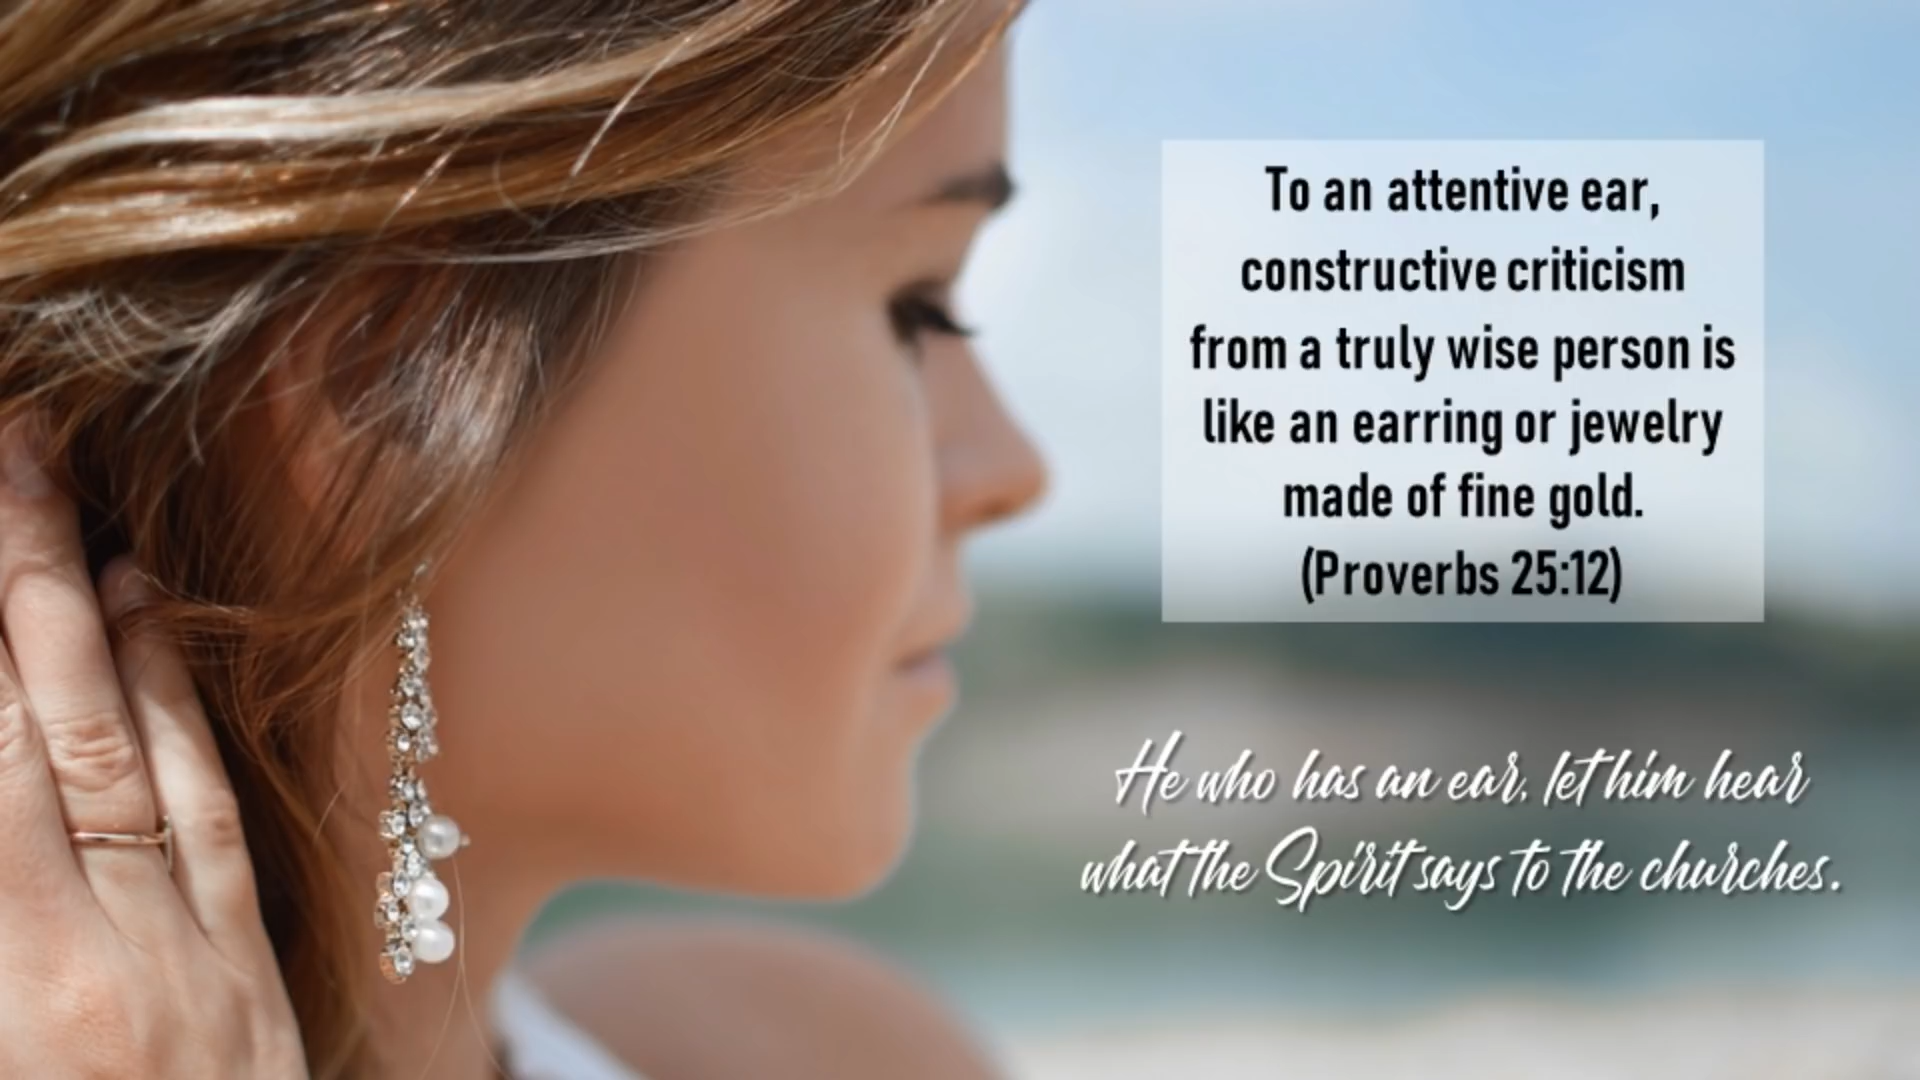 To an attentive ear,
constructive criticism
from a truly wise person is
like an earring or jewelry
made of fine gold.
(Proverbs 25:12)
He who has an ear, let him hear
what the Spirit says to the churches.